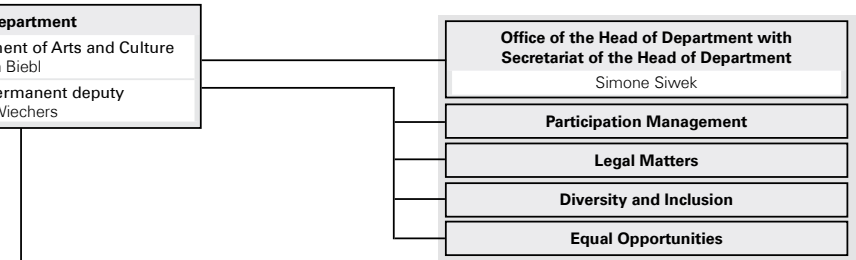 epartment
ment of Arts and Culture
Biebl
ermanent deputy
Wiechers
Office of the Head of Department with
Secretariat of the Head of Department
Simone Siwek
Participation Management
Legal Matters
Diversity and Inclusion
Equal Opportunities